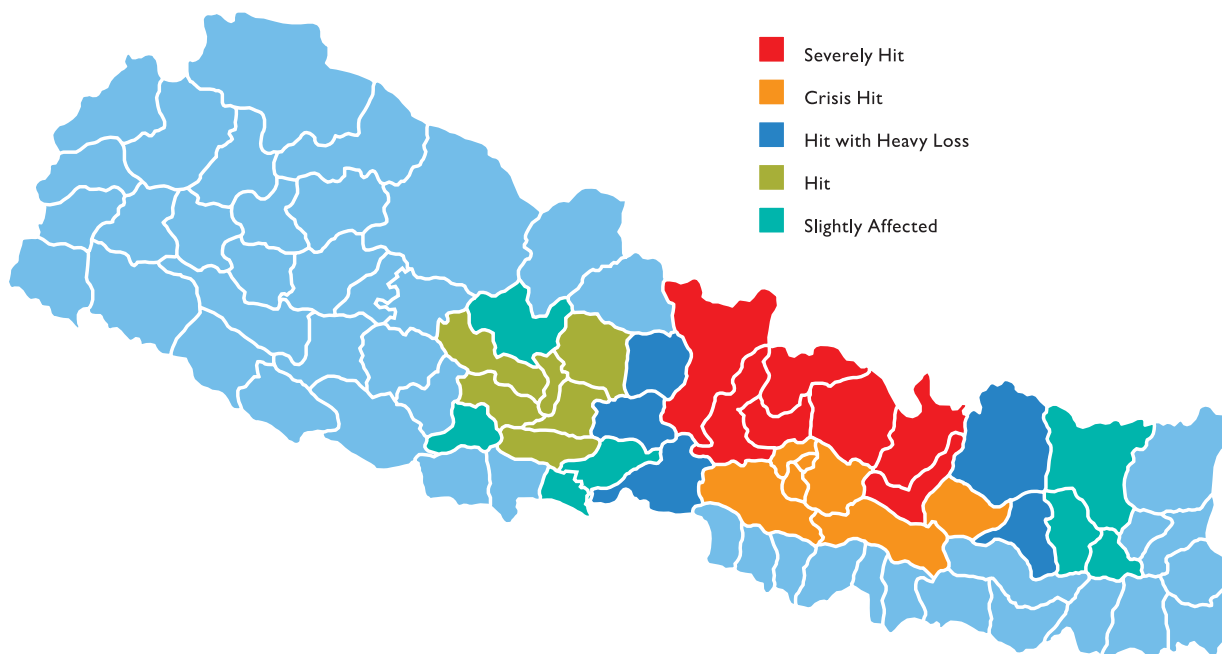 Severely Hit
Crisis Hit
Hit with Heavy Loss
Hit
Slightly Affected